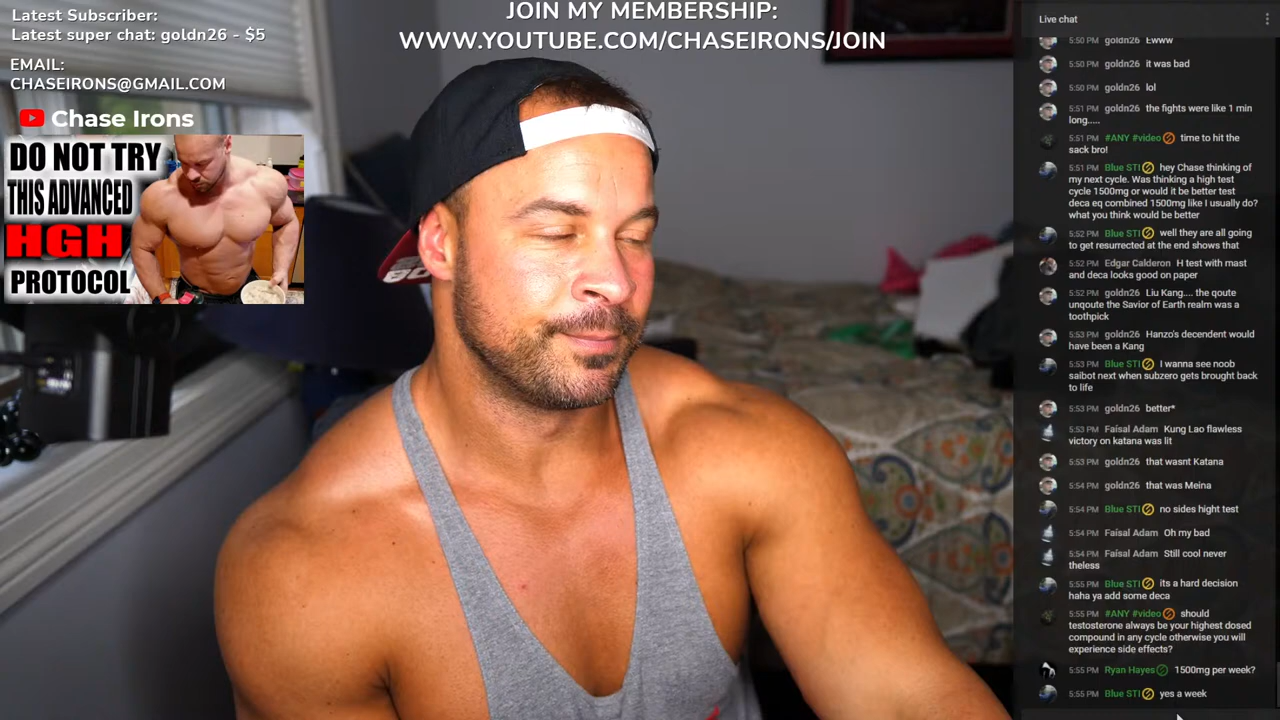 Latest Subscriber:
Latest super chat: goldn26 - $5
EMAIL:
CHASEIRONS@GMAIL.COM
Chase Irons
DO NOT TRY
THIS ADVANCED
HGH
PROTOCOL
JOIN MY MEMBERSHIP:
WWW.YOUTUBE.COM/CHASEIRONS/JOIN
Live chat
5:50 PM goldn26 Ewww
5:50 PM goldn26 it was bad
5:50 PM goldn26 lol
5:51 PM goldn26 the fights were like 1 min
long.....
5:51 PM #ANY #video time to hit the
sack bro!
5:51 PM Blue STI hey Chase thinking of
my next cycle. Was thinking a high test
cycle 1500mg or would it be better test
deca eq combined 1500mg like I usually do?
what you think would be better
5:52 PM Blue STI well they are all going
to get resurrected at the end shows that
5:52 PM Edgar Calderon H test with mast
and deca looks good on paper
5:52 PM goldn26 Liu Kang.... the qoute
unqoute the Savior of Earth realm was a
toothpick
5:53 PM goldn26 Hanzo's decendent would
have been a Kang
5:53 PM Blue STI I wanna see noob
saibot next when subzero gets brought back
to life
5:53 PM goldn26 better*
5:53 PM Faisal Adam Kung Lao flawless
victory on katana was lit
5:53 PM goldn26 that wasnt Katana
5:54 PM goldn26 that was Meina
5:54 PM Blue STI no sides hight test
5:54 PM Faisal Adam Oh my bad
5:54 PM Faisal Adam Still cool never
theless
5:55 PM Blue STI its a hard decision
haha ya add some deca
5:55 PM #ANY #video should
testosterone always be your highest dosed
compound in any cycle otherwise you will
experience side effects?
5:55 PM Ryan Hayes 1500mg per week?
5:55 PM Blue STI yes a week